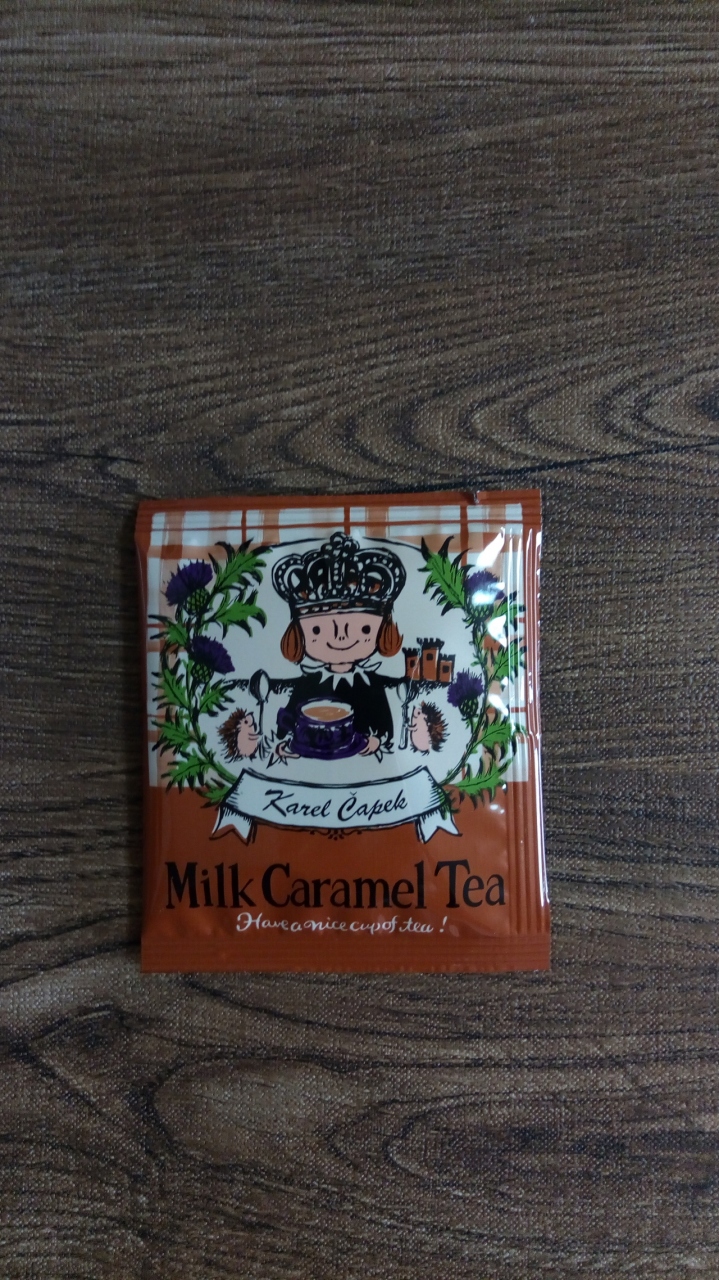 Karel Čapek
Milk Caramel Tea
Have a nice cup of tea!